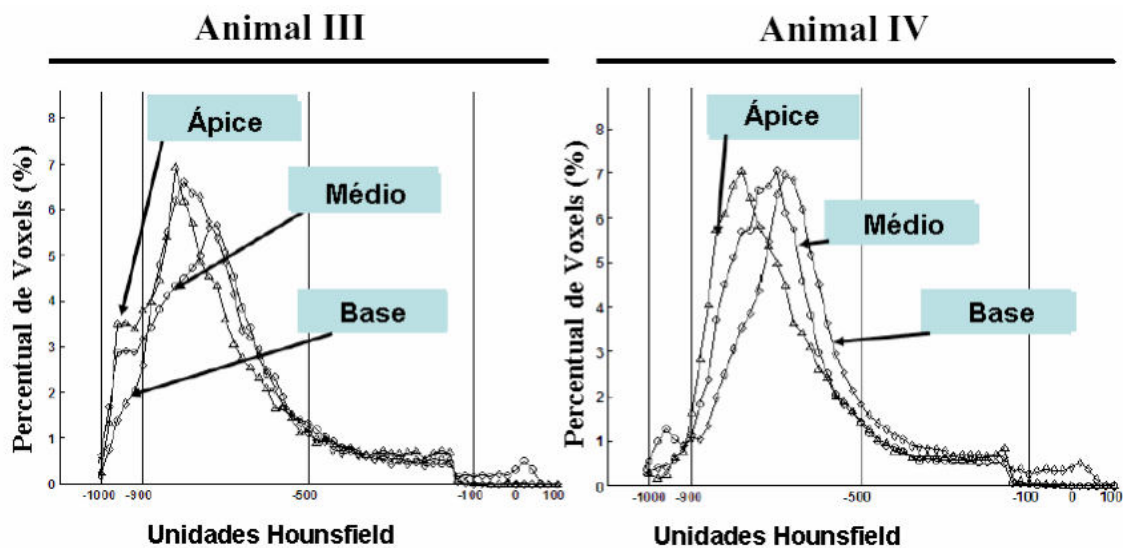 Animal III
Percentual de Voxels (%)
8
7
6
5
4
3
2
1
0
Ápice
Médio
Base
-1000 -900 -500 -100 0 100
Unidades Hounsfield
Animal IV
Percentual de Voxels (%)
8
7
6
5
4
3
2
1
0
Ápice
Médio
Base
-1000 -900 -500 -100 0 100
Unidades Hounsfield